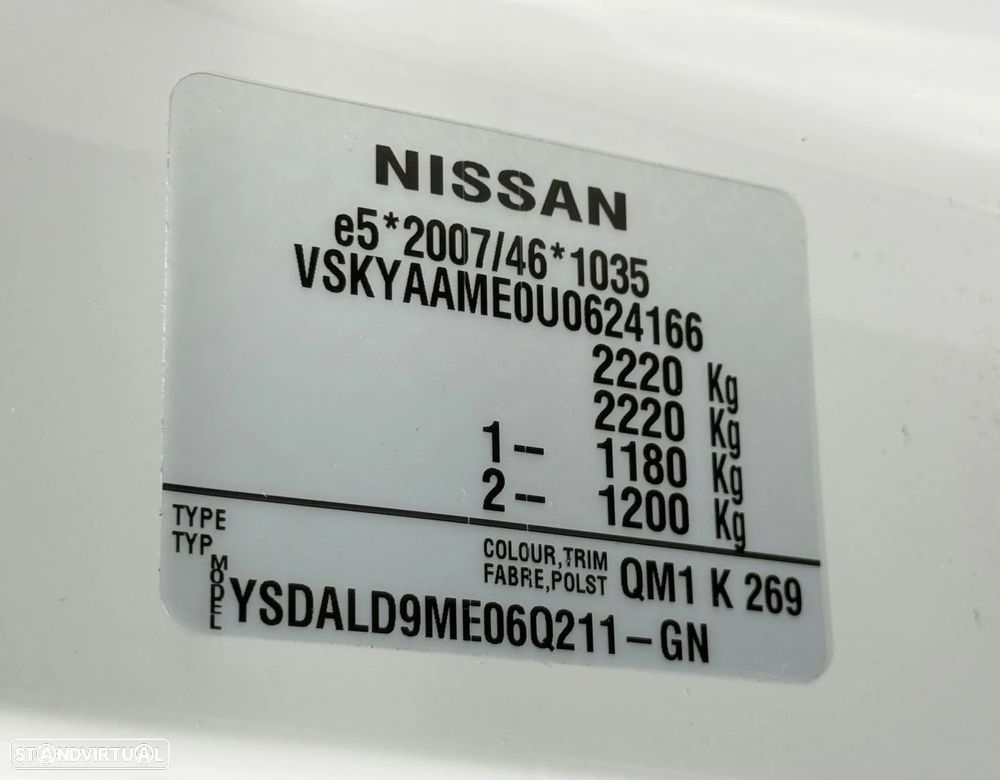 NISSAN
e5*2007/46*1035
VSKYAAME0U0624166
2220 Kg
2220 Kg
1-- 1180 Kg
2-- 1200 Kg
TYPE
TYP
COLOUR,TRIM
FABRE,POLST
QM1 K 269
MODEL
YSDALD9ME06Q211-GN
STANDVIRTUAL